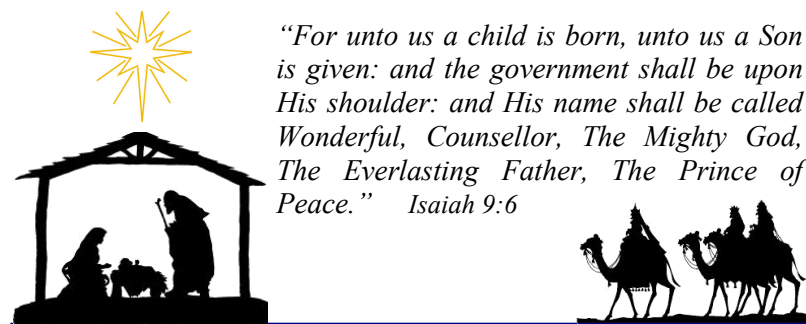 “For unto us a child is born, unto us a Son
is given: and the government shall be upon
His shoulder: and His name shall be called
Wonderful, Counsellor, The Mighty God,
The Everlasting Father, The Prince of
Peace.” Isaiah 9:6